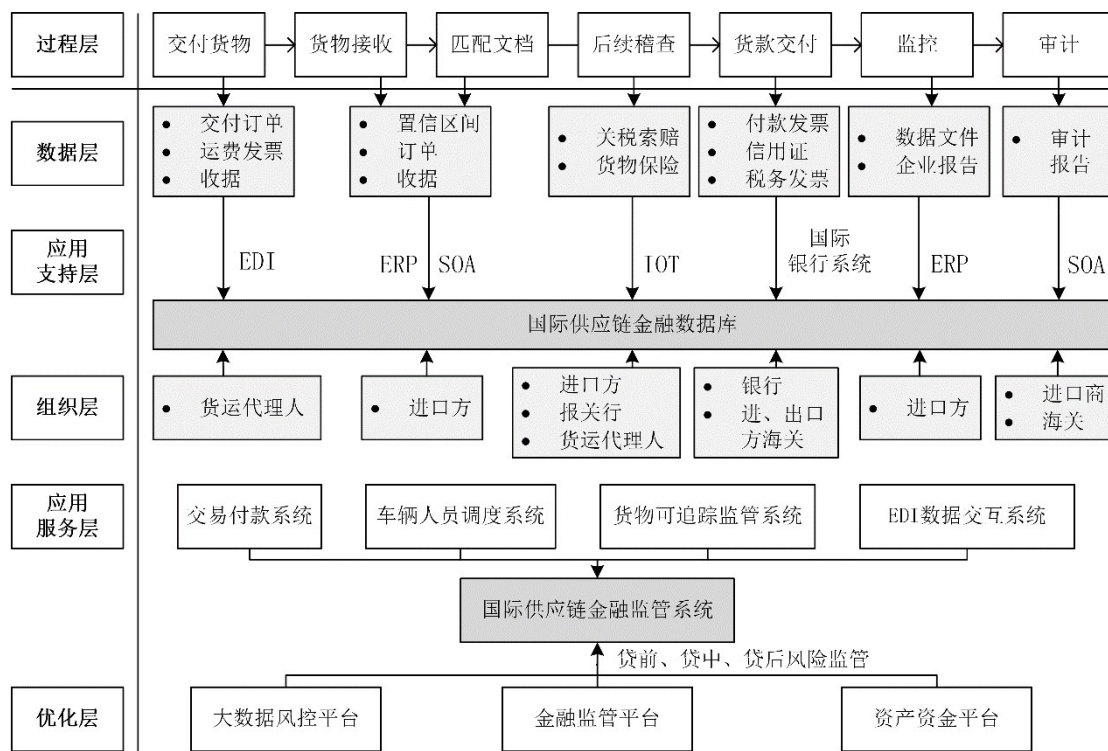 过程层
交付货物
货物接收
匹配文档
后续稽查
货款交付
监控
审计
数据层
• 交付订单
• 运费发票
• 收据
• 置信区间
• 订单
• 收据
• 关税索赔
• 货物保险
• 付款发票
• 信用证
• 税务发票
• 数据文件
• 企业报告
• 审计
报告
应用
支持层
EDI
ERP
SOA
IOT
国际
银行系统
ERP
SOA
国际供应链金融数据库
组织层
• 货运代理人
• 进口方
• 进口方
• 报关行
• 货运代理人
• 银行
• 进、出口
方海关
• 进口方
• 进口商
• 海关
应用
服务层
交易付款系统
车辆人员调度系统
货物可追踪监管系统
EDI数据交互系统
国际供应链金融监管系统
贷前、贷中、贷后风险监管
优化层
大数据风控平台
金融监管平台
资产资金平台